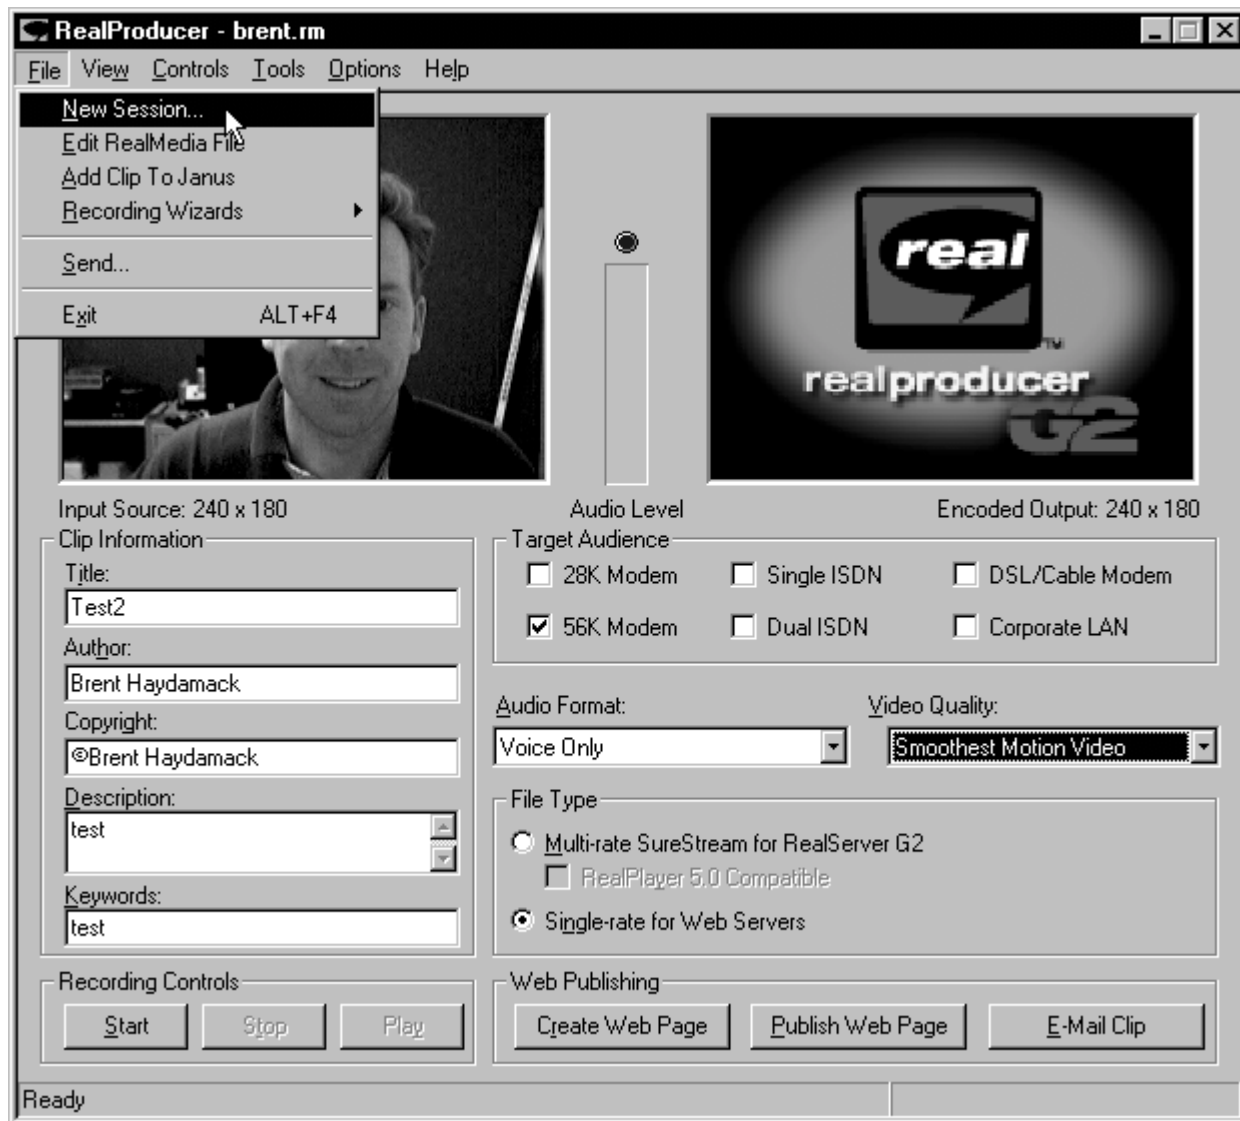 RealProducer - brent.rm
File View Controls Tools Options Help
New Session...
Edit RealMedia File
Add Clip To Janus
Recording Wizards
Send...
Exit ALT+F4
real
TM
realproducer
G2
Input Source: 240 x 180
Audio Level
Encoded Output: 240 x 180
Clip Information
Title:
Test2
Author:
Brent Haydamack
Copyright:
©Brent Haydamack
Description:
test
Keywords:
test
Target Audience
28K Modem Single ISDN DSL/Cable Modem
56K Modem Dual ISDN Corporate LAN
Audio Format: Video Quality:
Voice Only Smoothest Motion Video
File Type
Multi-rate SureStream for RealServer G2
RealPlayer 5.0 Compatible
Single-rate for Web Servers
Recording Controls
Start Stop Play
Web Publishing
Create Web Page Publish Web Page E-Mail Clip
Ready